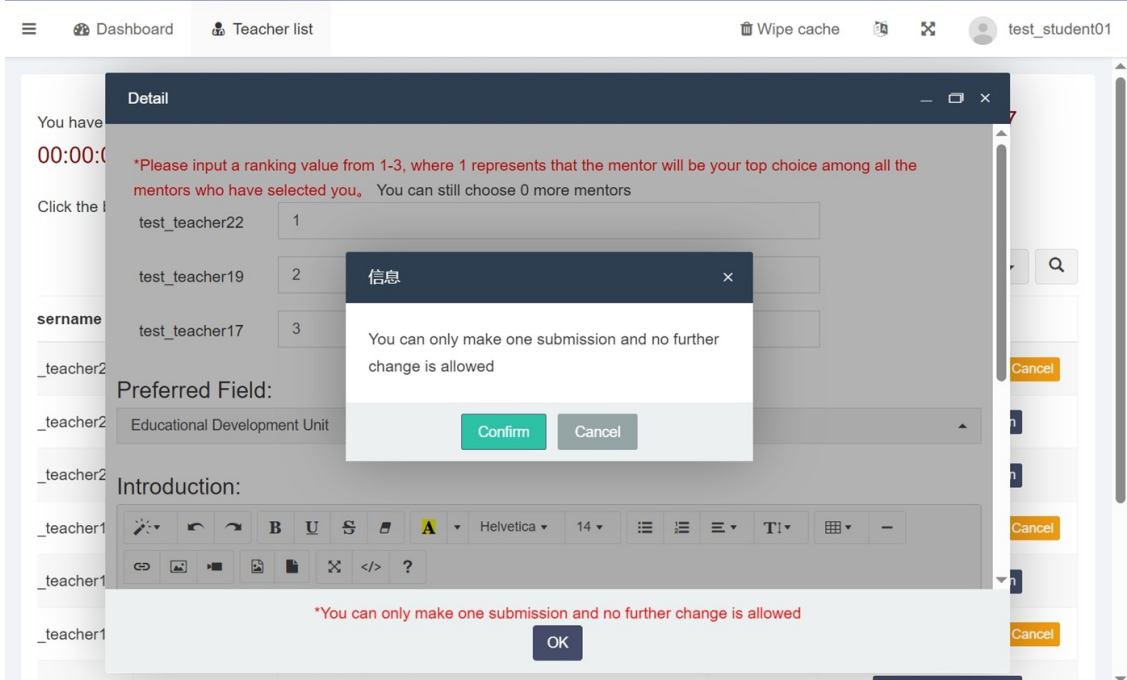 Dashboard
Teacher list
Wipe cache
test_student01
You have
00:00:0
Click the b
Detail
*Please input a ranking value from 1-3, where 1 represents that the mentor will be your top choice among all the
mentors who have selected you。 You can still choose 0 more mentors
test_teacher22 1
test_teacher19 2
test_teacher17 3
信息
You can only make one submission and no further
change is allowed
Confirm Cancel
Preferred Field:
Educational Development Unit
Introduction:
B U S A Helvetica 14 T
</> ?
*You can only make one submission and no further change is allowed
OK
sername
_teacher2 Cancel
_teacher2 n
_teacher2 n
_teacher1 Cancel
_teacher1 n
_teacher1 Cancel